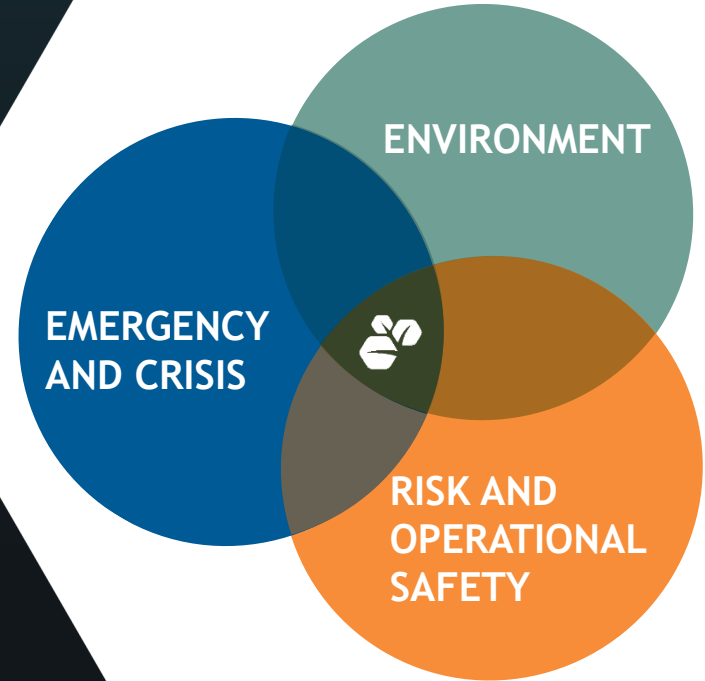 ENVIRONMENT
EMERGENCY
AND CRISIS
RISK AND
OPERATIONAL
SAFETY